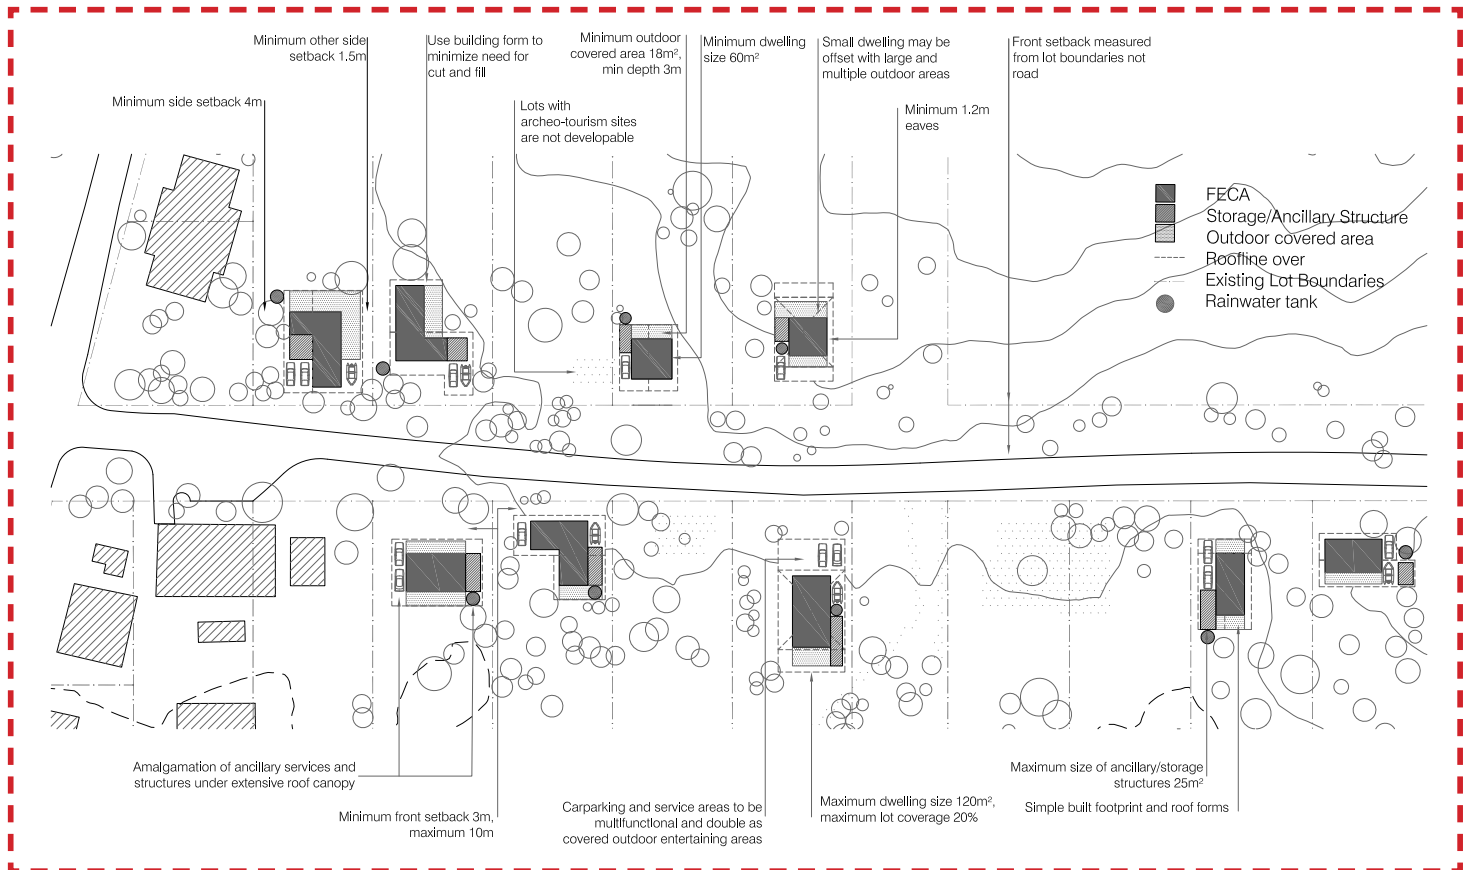 Minimum other side
setback 1.5m
Use building form to
minimize need for
cut and fill
Minimum outdoor
covered area 18m²,
min depth 3m
Minimum dwelling
size 60m²
Small dwelling may be
offset with large and
multiple outdoor areas
Front setback measured
from lot boundaries not
road
Minimum side setback 4m
Lots with
archeo-tourism sites
are not developable
Minimum 1.2m
eaves
FECA
Storage/Ancillary Structure
Outdoor covered area
Roofline over
Existing Lot Boundaries
Rainwater tank
Amalgamation of ancillary services and
structures under extensive roof canopy
Minimum front setback 3m,
maximum 10m
Carparking and service areas to be
multifunctional and double as
covered outdoor entertaining areas
Maximum dwelling size 120m²,
maximum lot coverage 20%
Maximum size of ancillary/storage
structures 25m²
Simple built footprint and roof forms